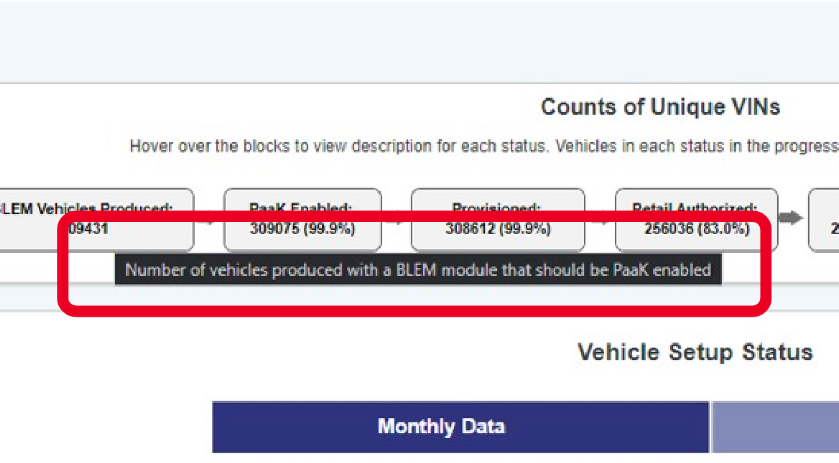 Counts of Unique VINs
Hover over the blocks to view description for each status. Vehicles in each status in the progress
LEM Vehicles Produced:
09431
PaaK Enabled:
309075 (99.9%)
Provisioned:
308612 (99.9%)
Retail Authorized:
256036 (83.0%)
2
Number of vehicles produced with a BLEM module that should be PaaK enabled
Vehicle Setup Status
Monthly Data